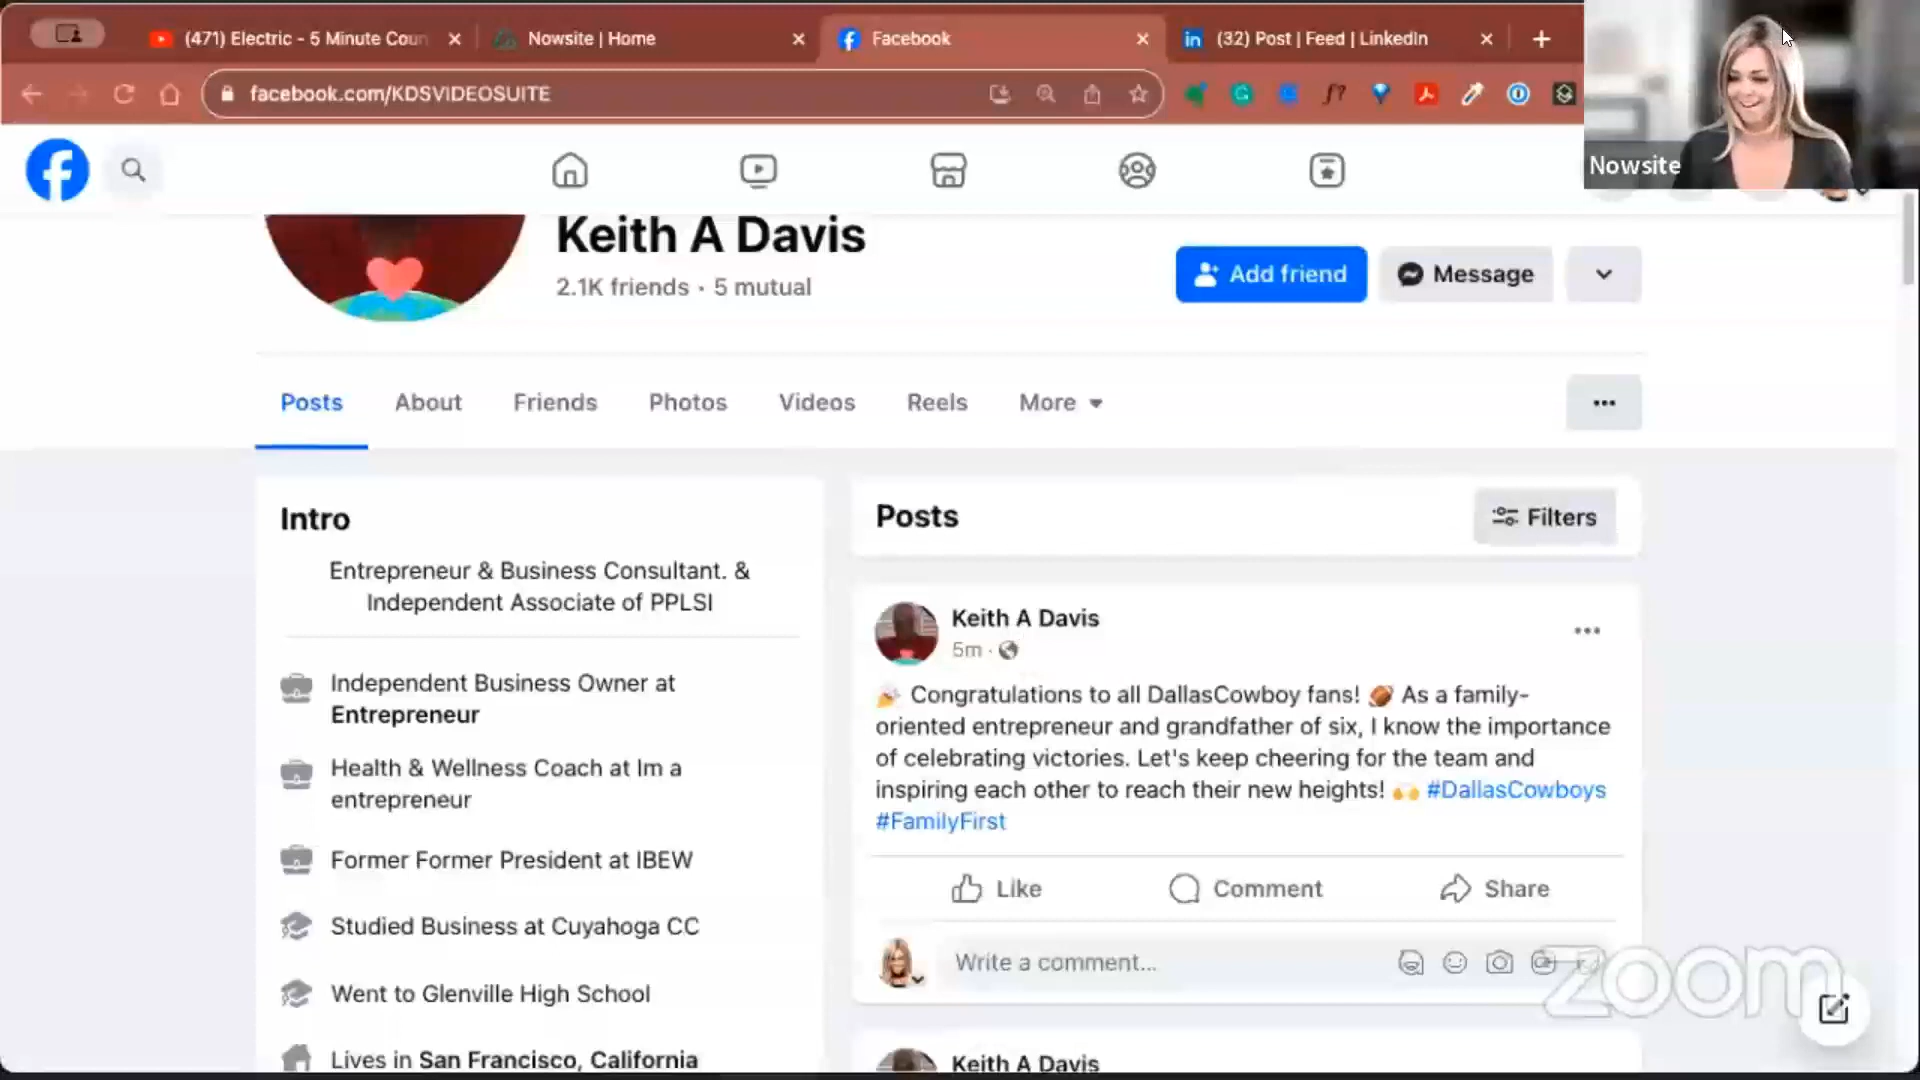 (471) Electric - 5 Minute Coun
Nowsite | Home
Facebook
(32) Post | Feed | LinkedIn
facebook.com/KDSVIDEOSUITE
Nowsite
Keith A Davis
2.1K friends · 5 mutual
Add friend
Message
Posts
About
Friends
Photos
Videos
Reels
More
Intro
Entrepreneur & Business Consultant. &
Independent Associate of PPLSI
Independent Business Owner at
Entrepreneur
Health & Wellness Coach at Im a
entrepreneur
Former Former President at IBEW
Studied Business at Cuyahoga CC
Went to Glenville High School
Lives in San Francisco, California
Posts
Filters
Keith A Davis
5m ·
🎉 Congratulations to all DallasCowboy fans! 🏈 As a family-
oriented entrepreneur and grandfather of six, I know the importance
of celebrating victories. Let's keep cheering for the team and
inspiring each other to reach their new heights! 🙌 #DallasCowboys
#FamilyFirst
Like
Comment
Share
Write a comment...
zoom
Keith A Davis